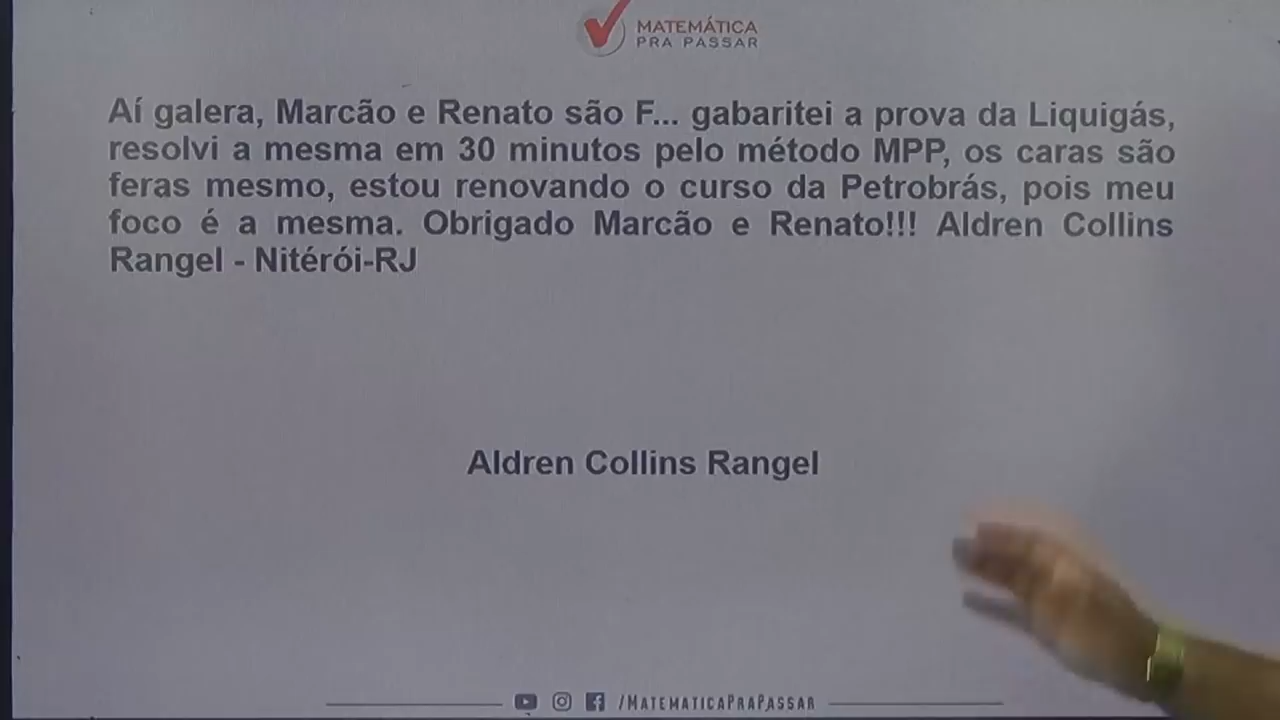 MATEMÁTICA
PRA PASSAR
Aí galera, Marcão e Renato são F... gabaritei a prova da Liquigás,
resolvi a mesma em 30 minutos pelo método MPP, os caras são
feras mesmo, estou renovando o curso da Petrobrás, pois meu
foco é a mesma. Obrigado Marcão e Renato!!! Aldren Collins
Rangel - Nitérói-RJ
Aldren Collins Rangel
/MATEMATICAPRAPASSAR